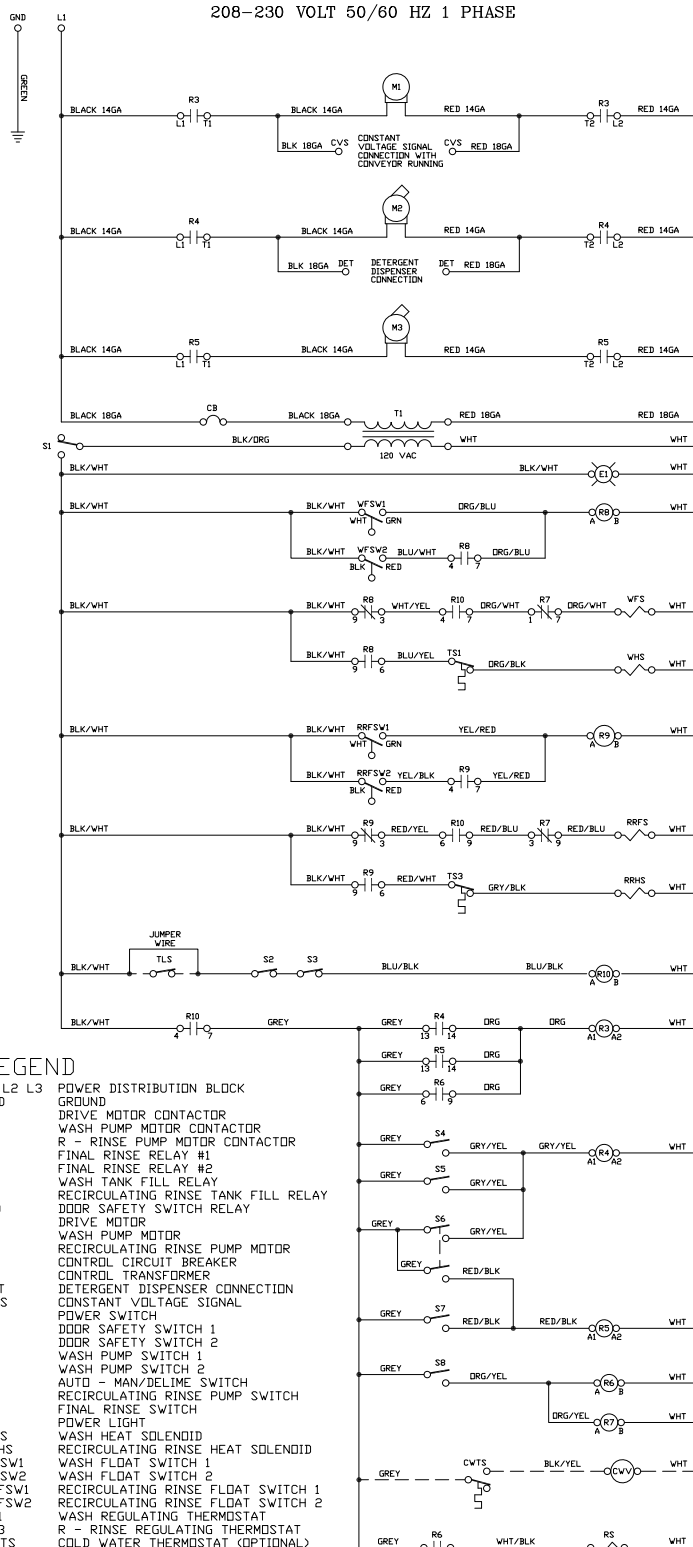 208-230 VOLT 50/60 HZ 1 PHASE
GND L1
GREEN
M1
BLACK 14GA R3 BLACK 14GA RED 14GA R3 RED 14GA
L1 T1 T2 L2
BLK 18GA CVS CONSTANT VOLTAGE SIGNAL CONNECTION WITH CONVEYOR RUNNING CVS RED 18GA
M2
BLACK 14GA R4 BLACK 14GA RED 14GA R4 RED 14GA
L1 T1 T2 L2
BLK 18GA DET DETERGENT DISPENSER CONNECTION DET RED 18GA
M3
BLACK 14GA R5 BLACK 14GA RED 14GA R5 RED 14GA
L1 T1 T2 L2
BLACK 18GA CB BLACK 18GA T1 RED 18GA RED 18GA
S1 BLK/ORG 120 VAC WHT WHT
BLK/WHT BLK/WHT E1 WHT
BLK/WHT BLK/WHT WFSW1 ORG/BLU R8 WHT
WHT GRN A B
BLK/WHT WFSW2 BLU/WHT R8 ORG/BLU
BLK RED 4 7
BLK/WHT BLK/WHT R8 WHT/YEL R10 ORG/WHT R7 ORG/WHT WFS WHT
9 3 4 7 1 7
BLK/WHT R8 BLU/YEL TS1 ORG/BLK WHS WHT
9 6
BLK/WHT BLK/WHT RRFSW1 YEL/RED R9 WHT
WHT GRN A B
BLK/WHT RRFSW2 YEL/BLK R9 YEL/RED
BLK RED 4 7
BLK/WHT BLK/WHT R9 RED/YEL R10 RED/BLU R7 RED/BLU RRFS WHT
9 3 6 9 3 9
BLK/WHT R9 RED/WHT TS3 GRY/BLK RRHS WHT
9 6
JUMPER
WIRE
BLK/WHT TLS S2 S3 BLU/BLK BLU/BLK R10 WHT
A B
BLK/WHT R10 GREY GREY R4 ORG ORG R3 WHT
4 7 13 14 A1 A2
GREY R5 ORG
13 14
GREY R6 ORG
6 9
GREY S4 GRY/YEL GRY/YEL R4 WHT
A1 A2
GREY S5 GRY/YEL
GREY S6 GRY/YEL
GREY RED/BLK
GREY S7 RED/BLK RED/BLK R5 WHT
A1 A2
GREY S8 ORG/YEL R6 WHT
A B
ORG/YEL R7 WHT
A B
GREY CWTS BLK/YEL CWV WHT
GREY R6 WHT/BLK RS WHT
EGEND
L2 L3 POWER DISTRIBUTION BLOCK
D GROUND
DRIVE MOTOR CONTACTOR
WASH PUMP MOTOR CONTACTOR
R - RINSE PUMP MOTOR CONTACTOR
FINAL RINSE RELAY #1
FINAL RINSE RELAY #2
WASH TANK FILL RELAY
RECIRCULATING RINSE TANK FILL RELAY
DOOR SAFETY SWITCH RELAY
DRIVE MOTOR
WASH PUMP MOTOR
RECIRCULATING RINSE PUMP MOTOR
CONTROL CIRCUIT BREAKER
CONTROL TRANSFORMER
T DETERGENT DISPENSER CONNECTION
S CONSTANT VOLTAGE SIGNAL
POWER SWITCH
DOOR SAFETY SWITCH 1
DOOR SAFETY SWITCH 2
WASH PUMP SWITCH 1
WASH PUMP SWITCH 2
AUTO - MAN/DELIME SWITCH
RECIRCULATING RINSE PUMP SWITCH
FINAL RINSE SWITCH
POWER LIGHT
S WASH HEAT SOLENOID
HS RECIRCULATING RINSE HEAT SOLENOID
SW1 WASH FLOAT SWITCH 1
SW2 WASH FLOAT SWITCH 2
FSW1 RECIRCULATING RINSE FLOAT SWITCH 1
FSW2 RECIRCULATING RINSE FLOAT SWITCH 2
WASH REGULATING THERMOSTAT
3 R - RINSE REGULATING THERMOSTAT
TS COLD WATER THERMOSTAT (OPTIONAL)